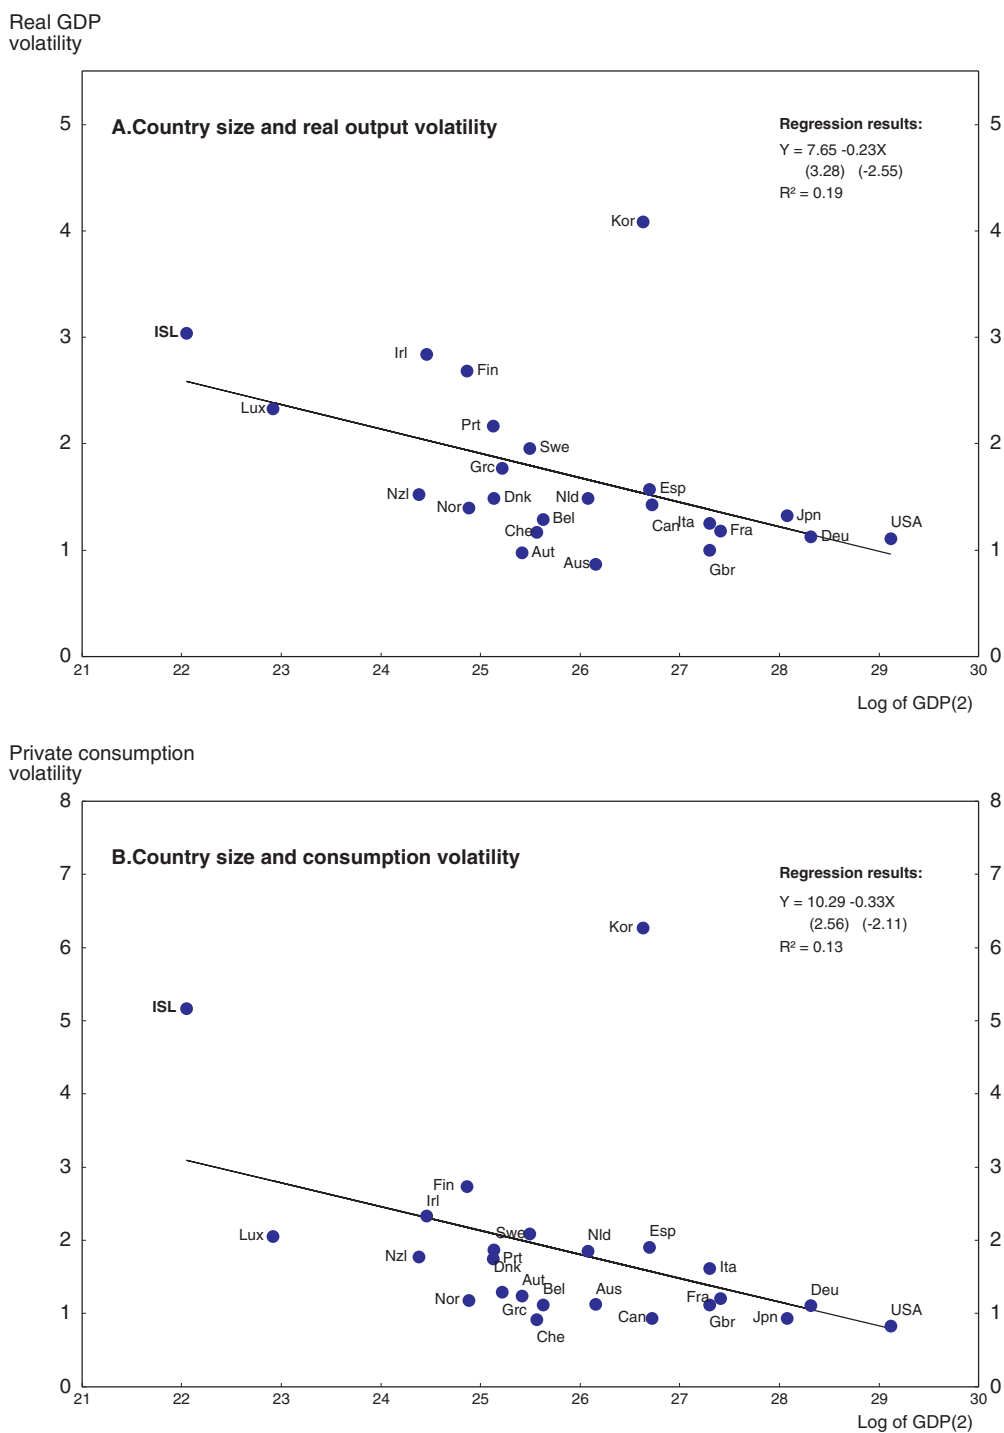 Real GDP
volatility
A.Country size and real output volatility
Regression results:
Y = 7.65 -0.23X
(3.28) (-2.55)
R² = 0.19
5 5
4 4
3 3
2 2
1 1
0 0
Kor
ISL
Irl
Fin
Lux
Prt
Swe
Grc
Nzl
Nor
Dnk
Nld
Esp
Can
Ita
Fra
Jpn
Deu
USA
Bel
Che
Aut
Aus
Gbr
21 22 23 24 25 26 27 28 29 30
Log of GDP(2)
Private consumption
volatility
B.Country size and consumption volatility
Regression results:
Y = 10.29 -0.33X
(2.56) (-2.11)
R² = 0.13
8 8
7 7
6 6
5 5
4 4
3 3
2 2
1 1
0 0
Kor
ISL
Fin
Irl
Lux
Swe
Nld
Esp
Nzl
Prt
Dnk
Ita
Nor
Aut
Grc
Bel
Che
Aus
Can
Fra
Gbr
Jpn
Deu
USA
21 22 23 24 25 26 27 28 29 30
Log of GDP(2)